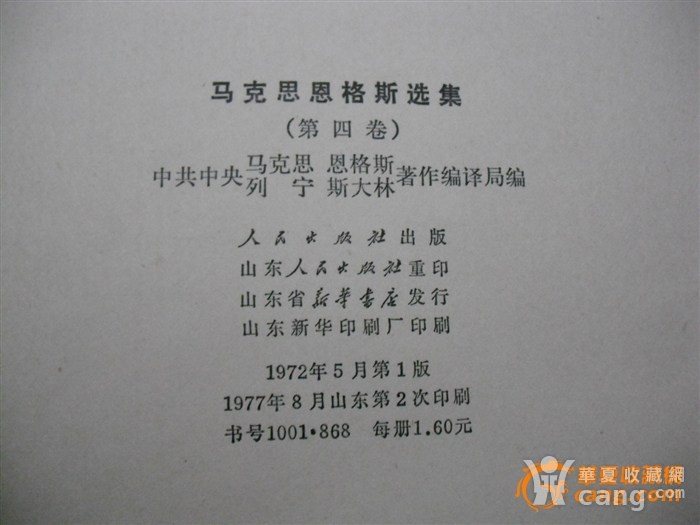 马克思恩格斯选集
(第四卷)
中共中央马克思 恩格斯列 宁 斯大林著作编译局编
人民出版社出版
山东人民出版社重印
山东省新华书店发行
山东新华印刷厂印刷
1972年5月第1版
1977年8月山东第2次印刷
书号1001·868 每册1.60元
華夏收藏網
cang.com